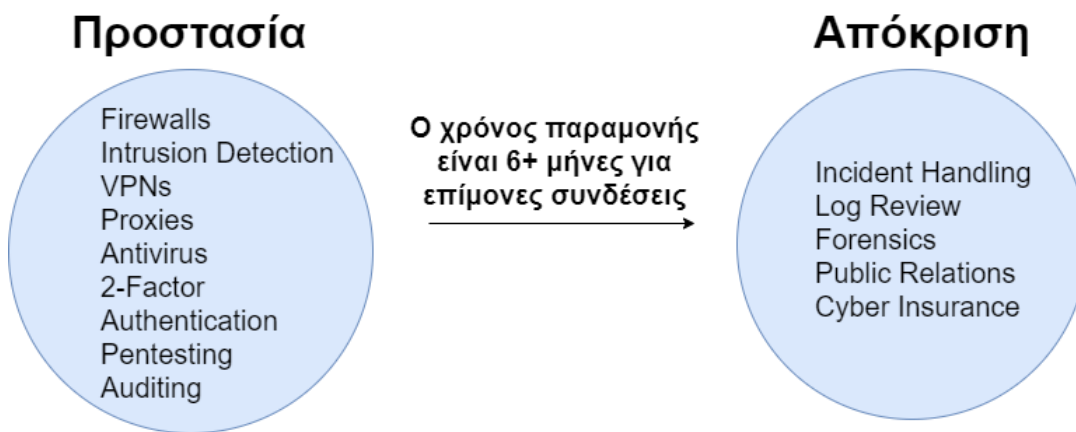 Προστασία
Firewalls
Intrusion Detection
VPNs
Proxies
Antivirus
2-Factor
Authentication
Pentesting
Auditing
Ο χρόνος παραμονής
είναι 6+ μήνες για
επίμονες συνδέσεις
Απόκριση
Incident Handling
Log Review
Forensics
Public Relations
Cyber Insurance